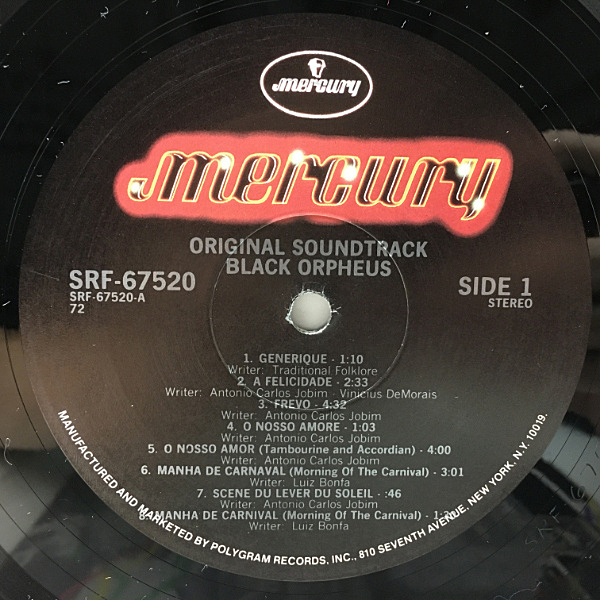 mercury
mercury
ORIGINAL SOUNDTRACK
BLACK ORPHEUS
SRF-67520
SRF-67520-A
72
SIDE 1
STEREO
1. GENERIQUE - 1:10
Writer: Traditional Folklore
2. A FELICIDADE - 2:33
Writer: Antonio Carlos Jobim - Vinicius DeMorais
3. FREVO - 4:32
Writer: Antonio Carlos Jobim
4. O NOSSO AMORE - 1:03
Writer: Antonio Carlos Jobim
5. O NOSSO AMOR (Tambourine and Accordian) - 4:00
Writer: Antonio Carlos Jobim
6. MANHA DE CARNAVAL (Morning Of The Carnival) - 3:01
Writer: Luiz Bonfa
7. SCENE DU LEVER DU SOLEIL - :46
Writer: Antonio Carlos Jobim
8. MANHA DE CARNIVAL (Morning Of The Carnival) -
Writer: Luiz Bonfa
MANUFACTURED AND MARKETED BY POLYGRAM RECORDS, INC., 810 SEVENTH AVENUE, NEW YORK, N.Y. 10019.